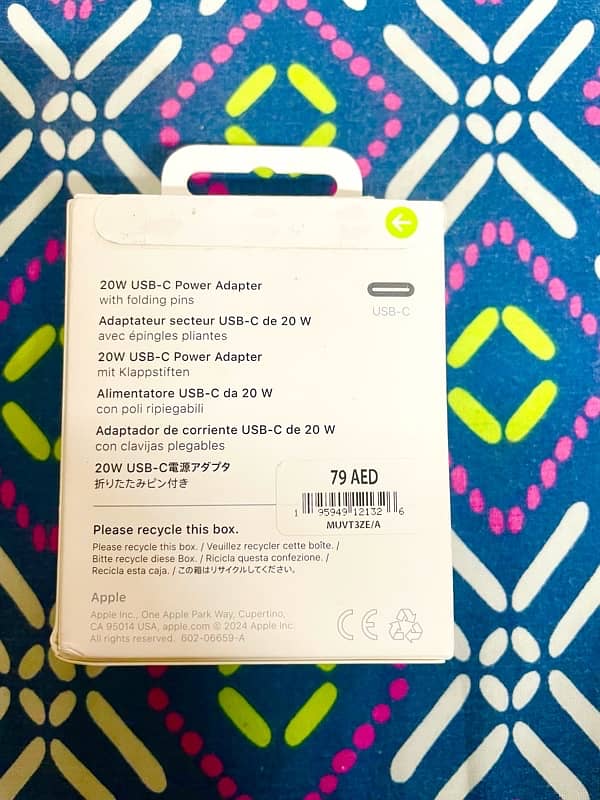 20W USB-C Power Adapter
with folding pins
USB-C
Adaptateur secteur USB-C de 20 W
avec épingles pliantes
20W USB-C Power Adapter
mit Klappstiften
Alimentatore USB-C da 20 W
con poli ripiegabili
Adaptador de corriente USB-C de 20 W
con clavijas plegables
20W USB-C電源アダプタ
折りたたみピン付き
79 AED
1 95949 12132 6
MUVT3ZE/A
Please recycle this box.
Please recycle this box. / Veuillez recycler cette boîte. /
Bitte recycle diese Box. / Ricicla questa confezione. /
Recicla esta caja. / この箱はリサイクルしてください。
Apple
Apple Inc., One Apple Park Way, Cupertino,
CA 95014 USA, apple.com © 2024 Apple Inc.
All rights reserved. 602-06659-A
CE